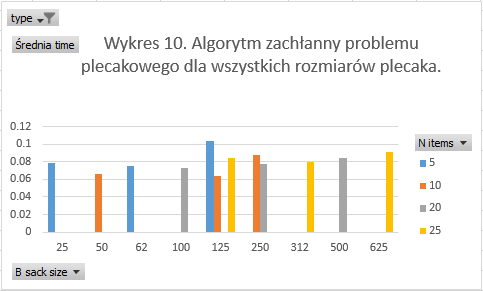 type
Średnia time
Wykres 10. Algorytm zachłanny problemu
plecakowego dla wszystkich rozmiarów plecaka.
0.12
0.1
0.08
0.06
0.04
0.02
0
25 50 62 100 125 250 312 500 625
N items
5
10
20
25
B sack size